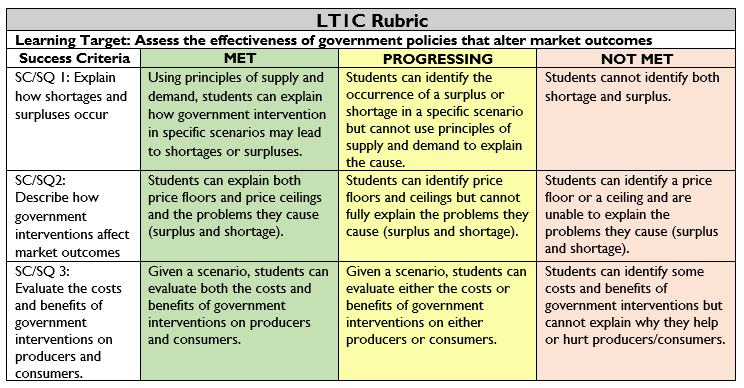 LT1C Rubric
Learning Target: Assess the effectiveness of government policies that alter market outcomes
Success Criteria MET PROGRESSING NOT MET
SC/SQ 1: Explain
how shortages and
surpluses occur
Using principles of supply and
demand, students can explain
how government intervention
in specific scenarios may lead
to shortages or surpluses.
Students can identify the
occurrence of a surplus or
shortage in a specific scenario
but cannot use principles of
supply and demand to explain
the cause.
Students cannot identify both
shortage and surplus.
SC/SQ2:
Describe how
government
interventions affect
market outcomes
Students can explain both
price floors and price ceilings
and the problems they cause
(surplus and shortage).
Students can identify price
floors and ceilings but cannot
fully explain the problems they
cause (surplus and shortage).
Students can identify a price
floor or a ceiling and are
unable to explain the
problems they cause (surplus
and shortage).
SC/SQ 3:
Evaluate the costs
and benefits of
government
interventions on
producers and
consumers.
Given a scenario, students can
evaluate both the costs and
benefits of government
interventions on producers
and consumers.
Given a scenario, students can
evaluate either the costs or
benefits of government
interventions on either
producers or consumers.
Students can identify some
costs and benefits of
government interventions but
cannot explain why they help
or hurt producers/consumers.